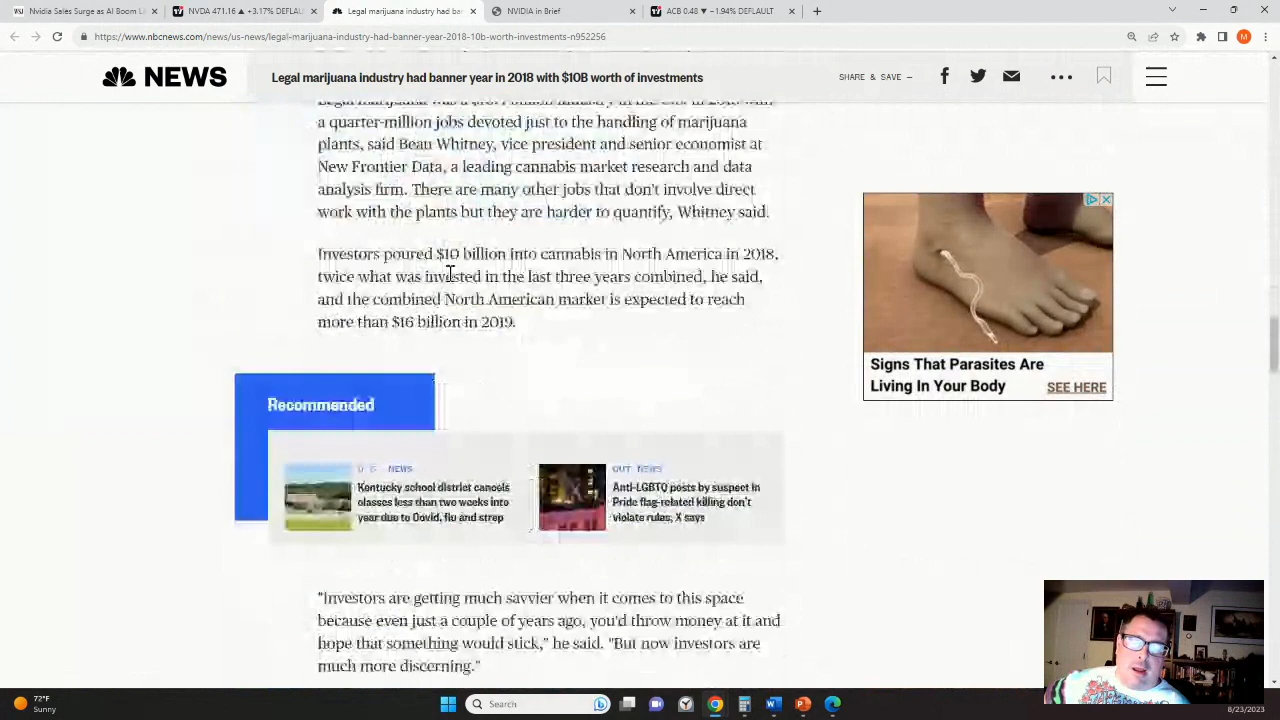 Nvidia Sales Surge as AI Boom Li
NVDA 471.16 ▲ +3.17% DEFAUL
Legal marijuana industry had ba
NVIDIA in Brief
ACB 0.48 ▼ −1.94% DEFAULT
https://www.nbcnews.com/news/us-news/legal-marijuana-industry-had-banner-year-2018-10b-worth-investments-n952256
M
NEWS
Legal marijuana industry had banner year in 2018 with $10B worth of investments
SHARE & SAVE —
a quarter-million jobs devoted just to the handling of marijuana
plants, said Beau Whitney, vice president and senior economist at
New Frontier Data, a leading cannabis market research and data
analysis firm. There are many other jobs that don't involve direct
work with the plants but they are harder to quantify, Whitney said.
Investors poured $10 billion into cannabis in North America in 2018,
twice what was invested in the last three years combined, he said,
and the combined North American market is expected to reach
more than $16 billion in 2019.
Signs That Parasites Are
Living In Your Body
SEE HERE
Recommended
NEWS
Kentucky school district cancels
classes less than two weeks into
year due to Covid, flu and strep
OUT NEWS
Anti-LGBTQ posts by suspect in
Pride flag-related killing don't
violate rules, X says
"Investors are getting much savvier when it comes to this space
because even just a couple of years ago, you'd throw money at it and
hope that something would stick," he said. "But now investors are
much more discerning."
72°F
Sunny
Search
8/23/2023